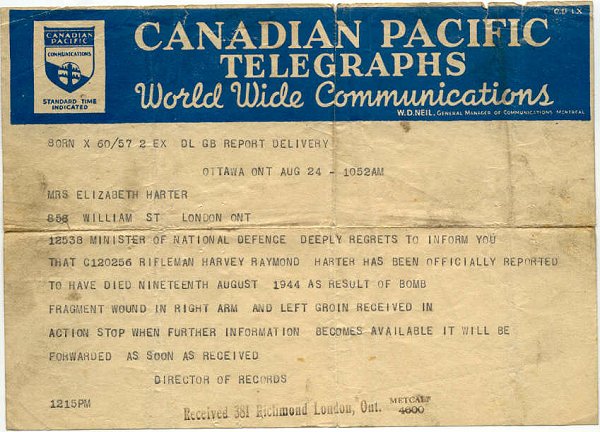 CD 1X
CANADIAN PACIFIC
COMMUNICATIONS
STANDARD TIME
INDICATED
CANADIAN PACIFIC
TELEGRAPHS
World Wide Communications
W.D. NEIL, GENERAL MANAGER OF COMMUNICATIONS MONTREAL
80RN X 60/57 2 EX DL GB REPORT DELIVERY
OTTAWA ONT AUG 24 - 1052AM
MRS ELIZABETH HARTER
WILLIAM ST LONDON ONT
12538 MINISTER OF NATIONAL DEFENCE DEEPLY REGRETS TO INFORM YOU
THAT C120256 RIFLEMAN HARVEY RAYMOND HARTER HAS BEEN OFFICIALLY REPORTED
TO HAVE DIED NINETEENTH AUGUST 1944 AS RESULT OF BOMB
FRAGMENT WOUND IN RIGHT ARM AND LEFT GROIN RECEIVED IN
ACTION STOP WHEN FURTHER INFORMATION BECOMES AVAILABLE IT WILL BE
FORWARDED AS SOON AS RECEIVED
DIRECTOR OF RECORDS
1215PM
Received 381 Richmond London, Ont. METCALF 4600